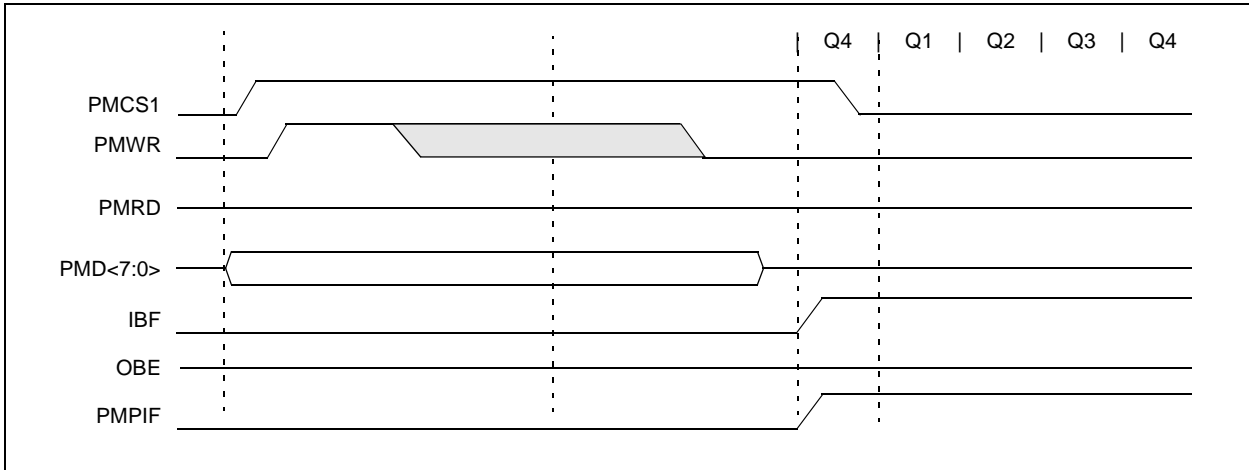 | Q4 | Q1 | Q2 | Q3 | Q4
PMCS1
PMWR
PMRD
PMD<7:0>
IBF
OBE
PMPIF